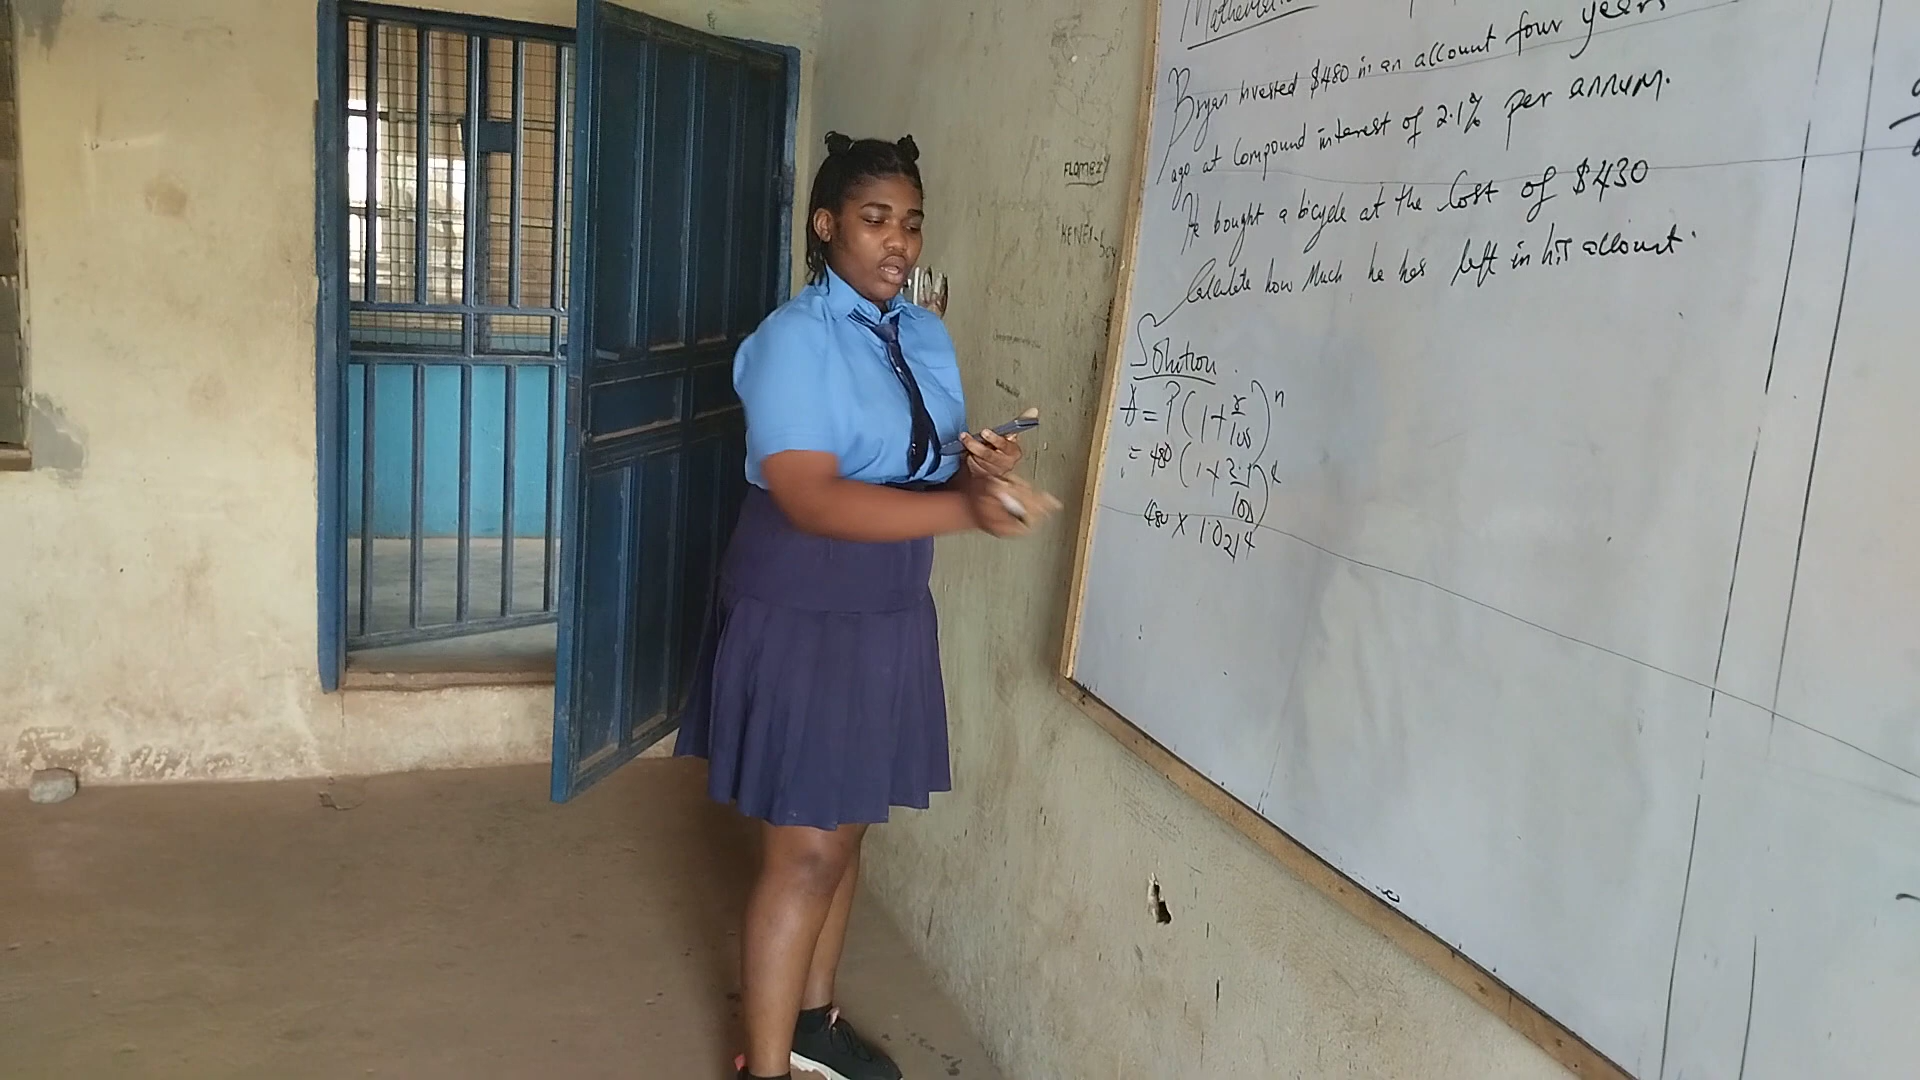 Mathematics
Bryan invested $480 in an account four years
ago at compound interest of 2.1% per annum.
He bought a bicycle at the cost of $430
Calculate how much he has left in his account.
Solution
A = P(1+r/100)^n
= 480(1+2.1/100)^4
480 x 1.021^4
FLOMEZY